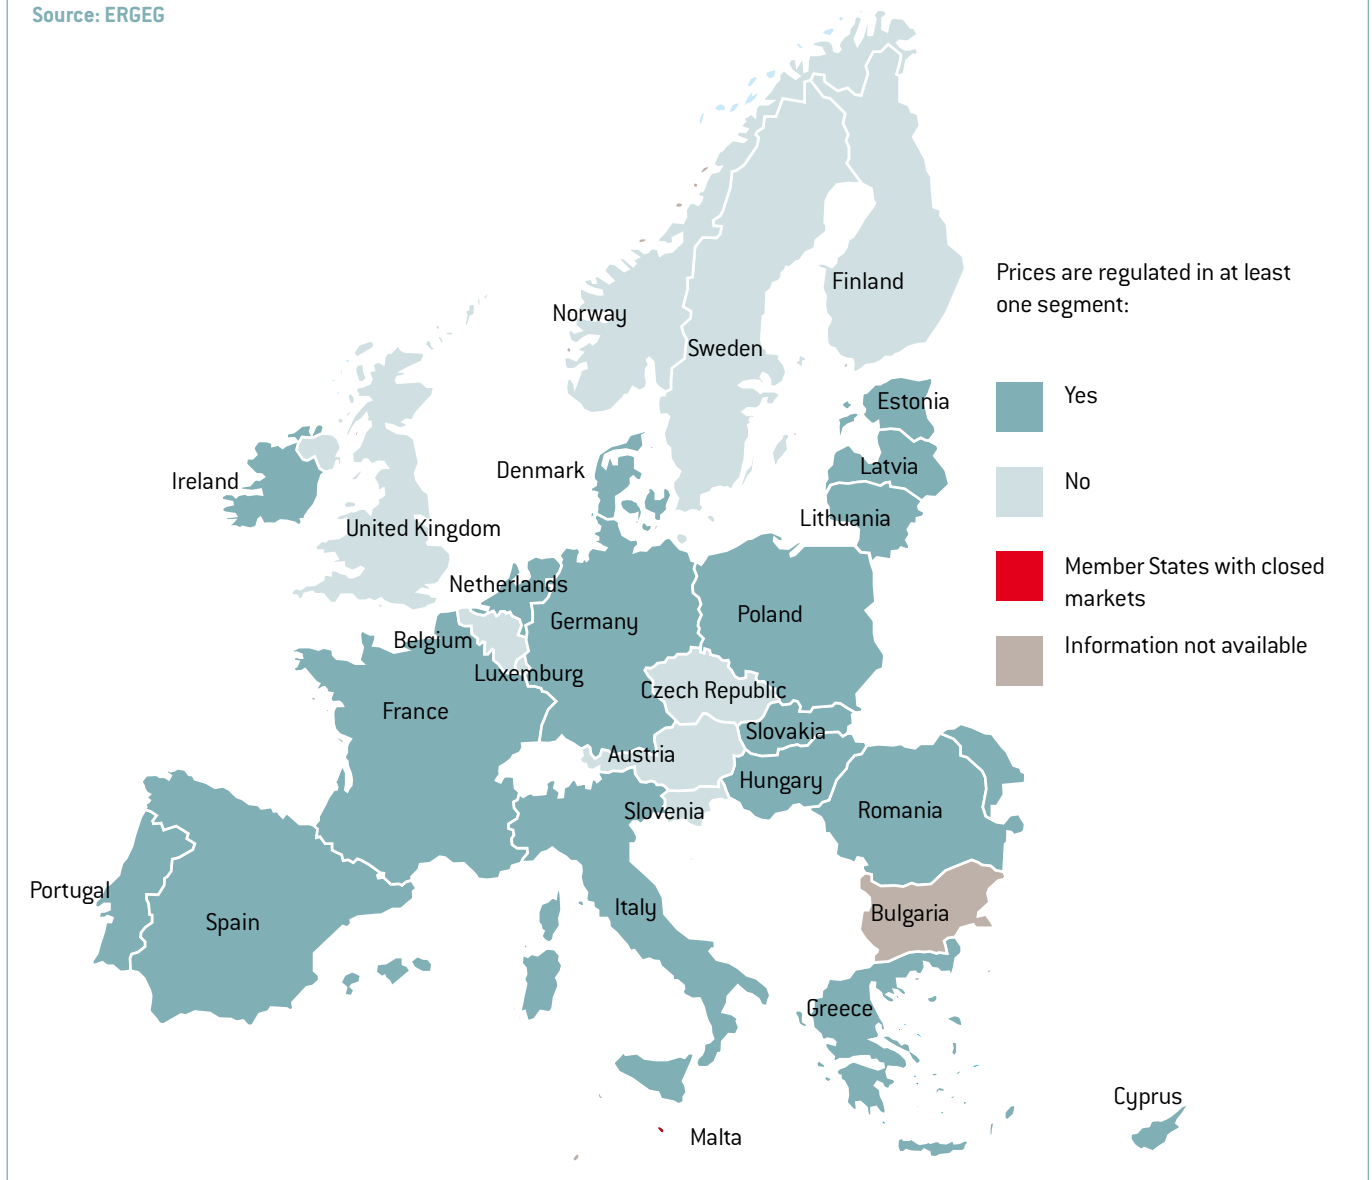 Source: ERGEG
Finland
Prices are regulated in at least
one segment:
Norway
Sweden
Yes
Estonia
Latvia
Denmark
Ireland
No
Lithuania
United Kingdom
Member States with closed
markets
Netherlands
Germany
Poland
Belgium
Information not available
Luxemburg
Czech Republic
France
Slovakia
Austria
Hungary
Slovenia
Romania
Portugal
Spain
Italy
Bulgaria
Greece
Cyprus
Malta